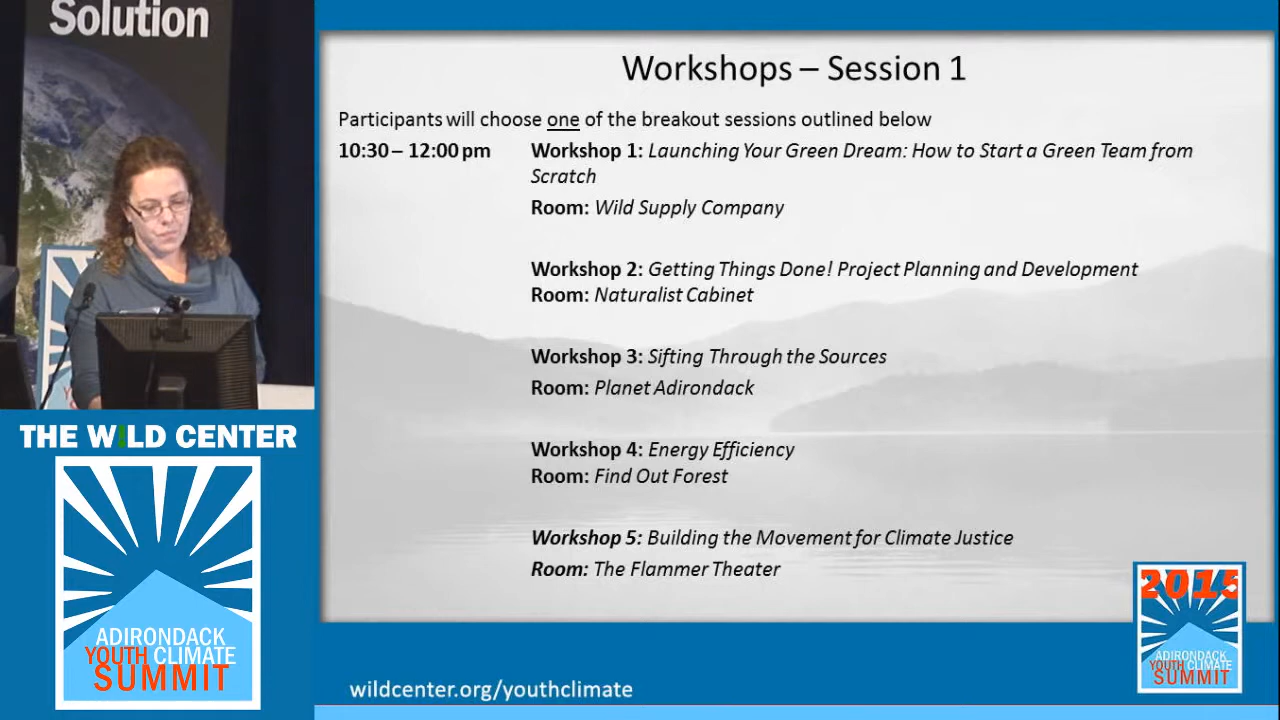 Solution
THE W!LD CENTER
ADIRONDACK
YOUTH CLIMATE
SUMMIT
Workshops – Session 1
Participants will choose one of the breakout sessions outlined below
10:30 – 12:00 pm
Workshop 1: Launching Your Green Dream: How to Start a Green Team from
Scratch
Room: Wild Supply Company
Workshop 2: Getting Things Done! Project Planning and Development
Room: Naturalist Cabinet
Workshop 3: Sifting Through the Sources
Room: Planet Adirondack
Workshop 4: Energy Efficiency
Room: Find Out Forest
Workshop 5: Building the Movement for Climate Justice
Room: The Flammer Theater
2015
ADIRONDACK
YOUTH CLIMATE
SUMMIT
wildcenter.org/youthclimate